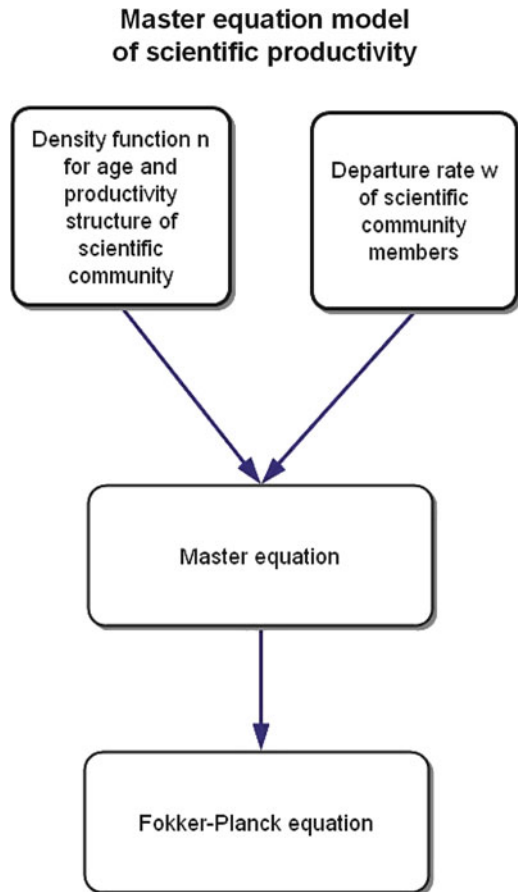 Master equation model
of scientific productivity
Density function n
for age and
productivity
structure of
scientific
community
Departure rate w
of scientific
community
members
Master equation
Fokker-Planck equation